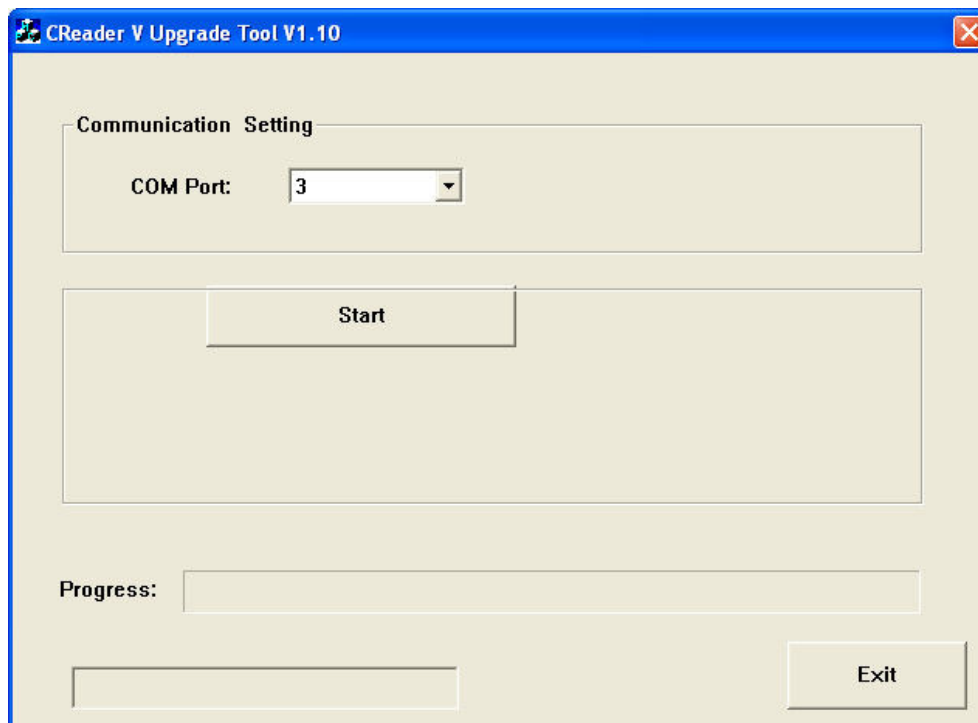 CReader V Upgrade Tool V1.10
Communication Setting
COM Port: 3
Start
Progress:
Exit